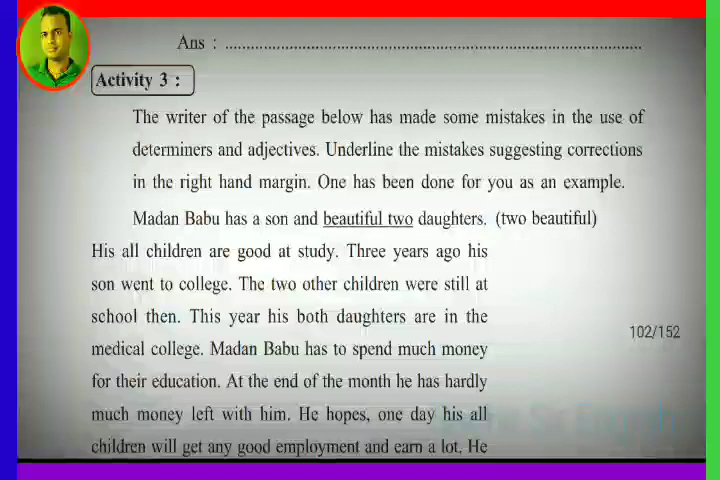 Ans : ........................................................................................................
Activity 3 :
The writer of the passage below has made some mistakes in the use of
determiners and adjectives. Underline the mistakes suggesting corrections
in the right hand margin. One has been done for you as an example.
Madan Babu has a son and beautiful two daughters. (two beautiful)
His all children are good at study. Three years ago his
son went to college. The two other children were still at
school then. This year his both daughters are in the
102/152
medical college. Madan Babu has to spend much money
for their education. At the end of the month he has hardly
much money left with him. He hopes, one day his all
children will get any good employment and earn a lot. He